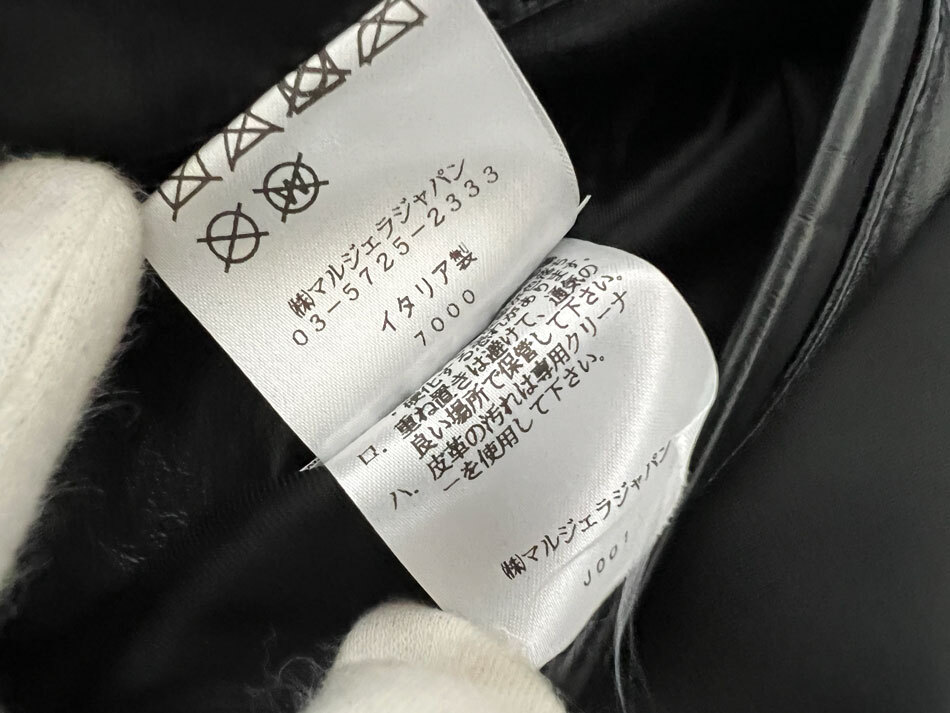 ㈱マルジェラジャパン
03-5725-2333
イタリア製
7000
ロ. 重ね置きは避けて、通気の
良い場所で保管して下さい。
ハ. 皮革の汚れは専用クリーナ
ーを使用して下さい。
㈱マルジェラジャパン
J001